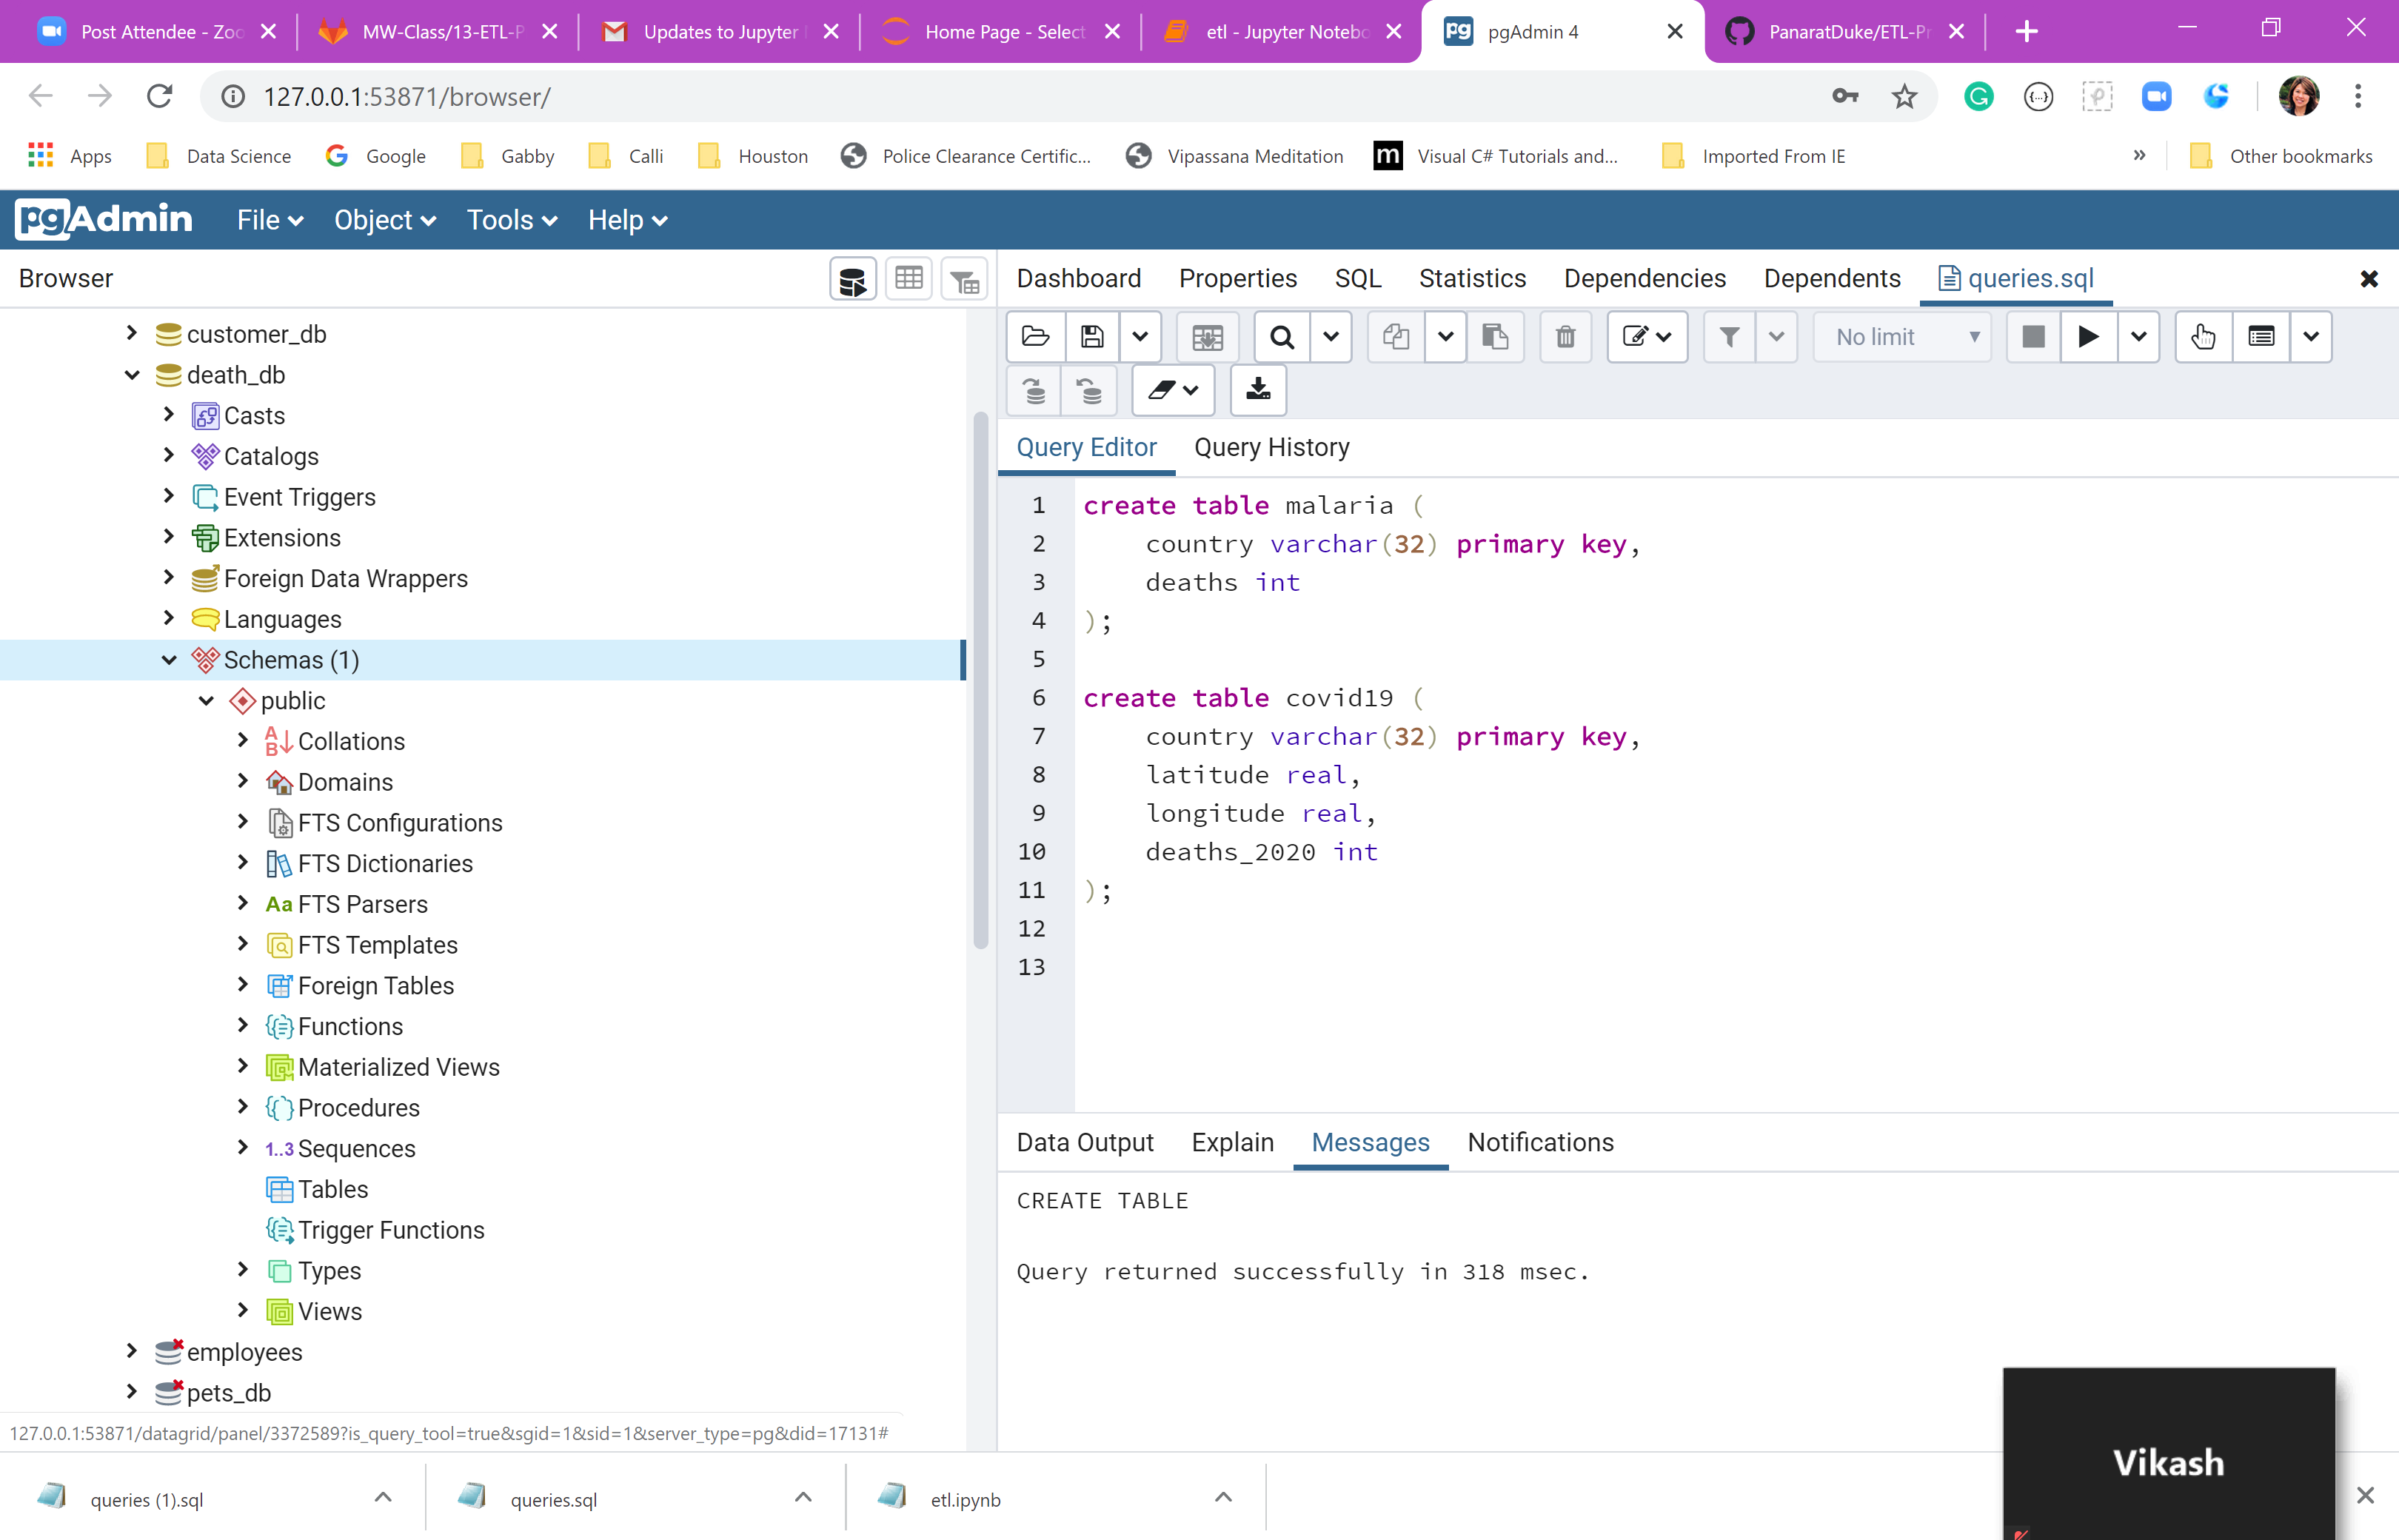 Post Attendee - Zoo
MW-Class/13-ETL-P
Updates to Jupyter
Home Page - Select
etl - Jupyter Notebo
pg
pgAdmin 4
PanaratDuke/ETL-Pr
127.0.0.1:53871/browser/
Apps
Data Science
Google
Gabby
Calli
Houston
Police Clearance Certific...
Vipassana Meditation
m
Visual C# Tutorials and...
Imported From IE
»
Other bookmarks
pgAdmin
File
Object
Tools
Help
Browser
Dashboard
Properties
SQL
Statistics
Dependencies
Dependents
queries.sql
No limit
customer_db
death_db
Casts
Catalogs
Event Triggers
Extensions
Foreign Data Wrappers
Languages
Schemas (1)
public
Collations
Domains
FTS Configurations
FTS Dictionaries
Aa FTS Parsers
FTS Templates
Foreign Tables
Functions
Materialized Views
Procedures
1..3 Sequences
Tables
Trigger Functions
Types
Views
employees
pets_db
127.0.0.1:53871/datagrid/panel/3372589?is_query_tool=true&sgid=1&sid=1&server_type=pg&did=17131#
Query Editor
Query History
1 create table malaria (
2 country varchar(32) primary key,
3 deaths int
4 );
5
6 create table covid19 (
7 country varchar(32) primary key,
8 latitude real,
9 longitude real,
10 deaths_2020 int
11 );
12
13
Data Output
Explain
Messages
Notifications
CREATE TABLE
Query returned successfully in 318 msec.
Vikash
queries (1).sql
queries.sql
etl.ipynb